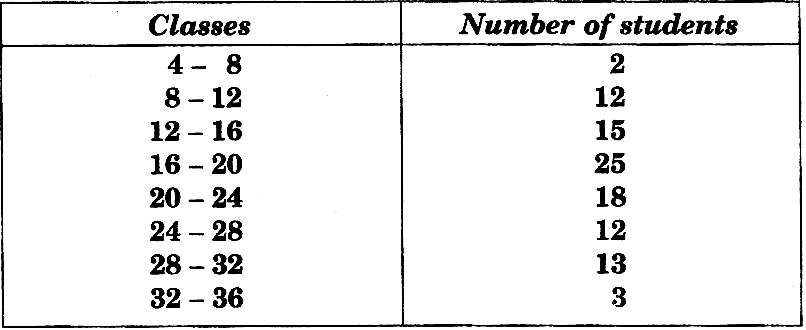 Classes Number of students
4 – 8 2
8 – 12 12
12 – 16 15
16 – 20 25
20 – 24 18
24 – 28 12
28 – 32 13
32 – 36 3